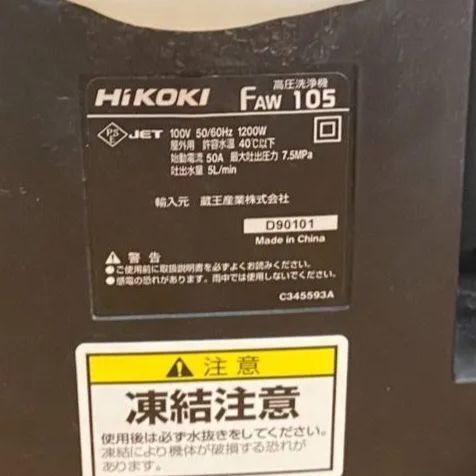 高圧洗浄機
HiKOKI FAW 105
PS E JET 100V 50/60Hz 1200W
屋外用 許容水温 40℃以下
始動電流 50A 最大吐出圧力 7.5MPa
吐出水量 5L/min
輸入元 蔵王産業株式会社
D90101
Made in China
警告
●ご使用前に取扱説明書を必ずよくお読みください。
●感電の恐れがあります。雨中では使用しないでください。
C345593A
注意
凍結注意
使用後は必ず水抜きをしてください。
凍結により機体が破損する恐れが
あります。